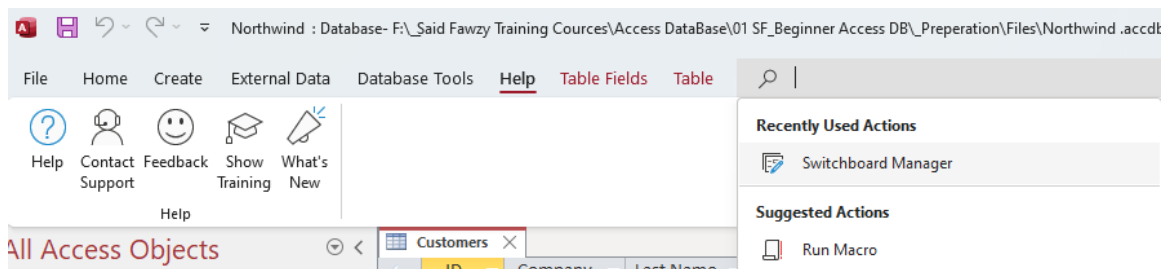 Northwind : Database- F:\_Said Fawzy Training Cources\Access DataBase\01 SF_Beginner Access DB\_Preperation\Files\Northwind .accdb
File Home Create External Data Database Tools Help Table Fields Table
Help Contact Support Feedback Show Training What's New
Help
Recently Used Actions
Switchboard Manager
Suggested Actions
Run Macro
All Access Objects
Customers
ID Company Last Name